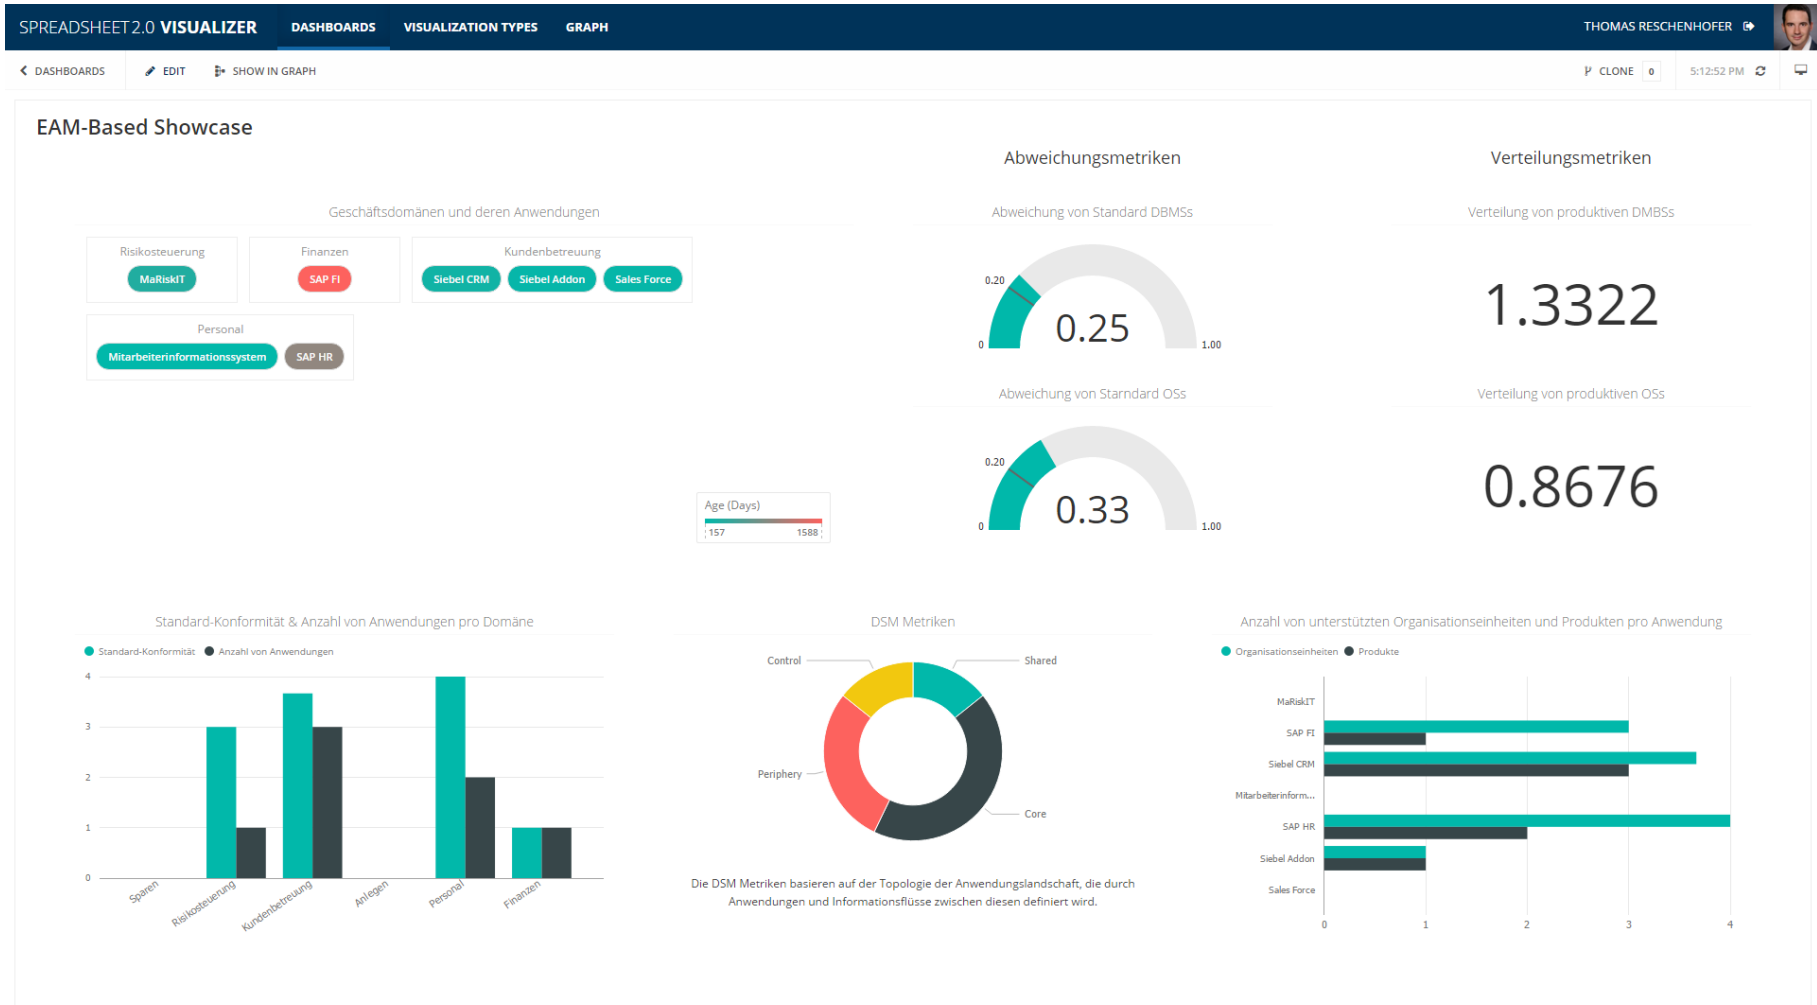 SPREADSHEET 2.0 VISUALIZER DASHBOARDS VISUALIZATION TYPES GRAPH THOMAS RESCHENHOFER
DASHBOARDS EDIT SHOW IN GRAPH CLONE 0 5:12:52 PM
EAM-Based Showcase
Abweichungsmetriken
Verteilungsmetriken
Geschäftsdomänen und deren Anwendungen
Risikosteuerung
MaRiskIT
Finanzen
SAP FI
Kundenbetreuung
Siebel CRM Siebel Addon Sales Force
Personal
Mitarbeiterinformationssystem SAP HR
Age (Days)
157 1588
Abweichung von Standard DBMSs
0.20
0.25
0 1.00
Verteilung von produktiven DMBSs
1.3322
Abweichung von Starndard OSs
0.20
0.33
0 1.00
Verteilung von produktiven OSs
0.8676
Standard-Konformität & Anzahl von Anwendungen pro Domäne
Standard-Konformität Anzahl von Anwendungen
4
3
2
1
0
Sparen Risikosteuerung Kundenbetreuung Anlegen Personal Finanzen
DSM Metriken
Control Shared
Periphery
Core
Die DSM Metriken basieren auf der Topologie der Anwendungslandschaft, die durch
Anwendungen und Informationsflüsse zwischen diesen definiert wird.
Anzahl von unterstützten Organisationseinheiten und Produkten pro Anwendung
Organisationseinheiten Produkte
MaRiskIT
SAP FI
Siebel CRM
Mitarbeiterinform...
SAP HR
Siebel Addon
Sales Force
0 1 2 3 4